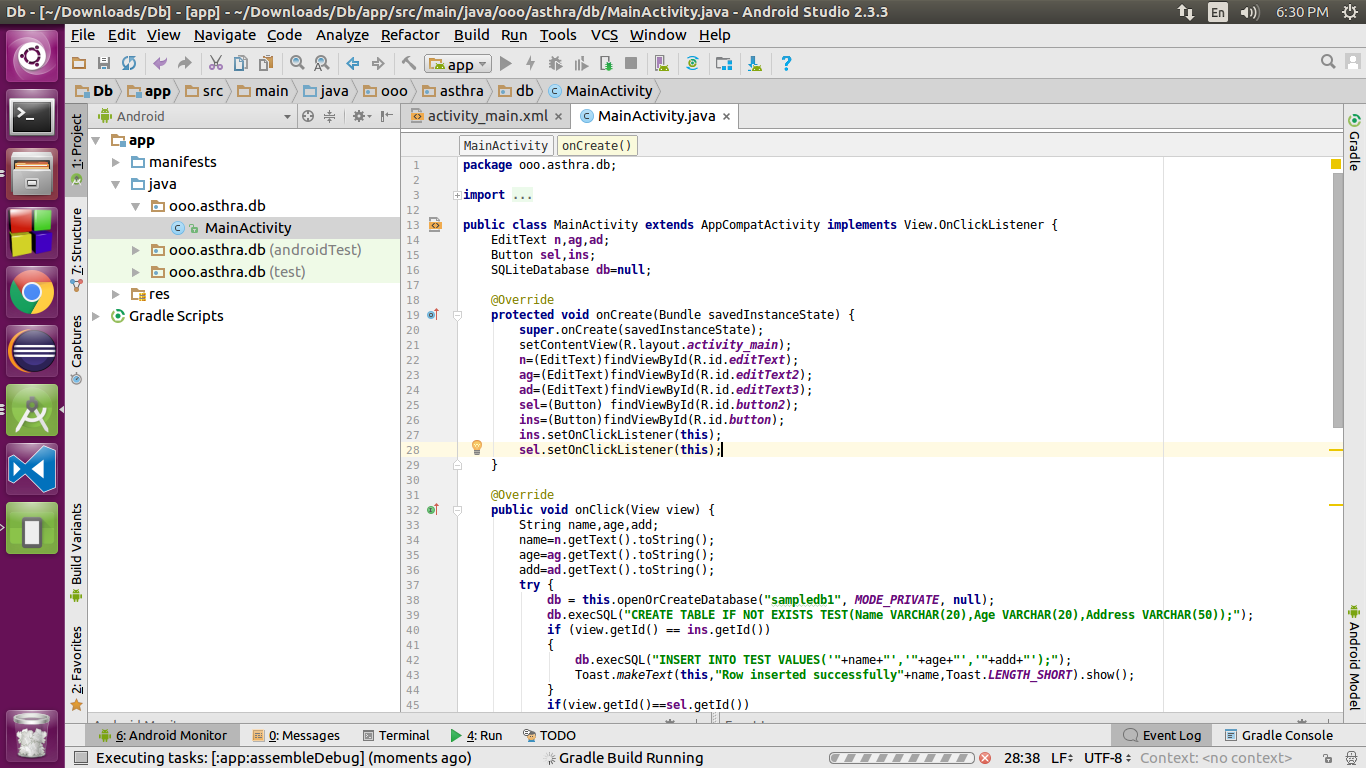 Db - [~/Downloads/Db] - [app] - ~/Downloads/Db/app/src/main/java/ooo/asthra/db/MainActivity.java - Android Studio 2.3.3
En
6:30 PM
File Edit View Navigate Code Analyze Refactor Build Run Tools VCS Window Help
app
Db app src main java ooo asthra db MainActivity
Android
activity_main.xml
MainActivity.java
MainActivity onCreate()
1: Project
7: Structure
Captures
Build Variants
2: Favorites
app
manifests
java
ooo.asthra.db
MainActivity
ooo.asthra.db (androidTest)
ooo.asthra.db (test)
res
Gradle Scripts
1 package ooo.asthra.db;
2
3 import ...
12
13 public class MainActivity extends AppCompatActivity implements View.OnClickListener {
14 EditText n,ag,ad;
15 Button sel,ins;
16 SQLiteDatabase db=null;
17
18 @Override
19 protected void onCreate(Bundle savedInstanceState) {
20 super.onCreate(savedInstanceState);
21 setContentView(R.layout.activity_main);
22 n=(EditText)findViewById(R.id.editText);
23 ag=(EditText)findViewById(R.id.editText2);
24 ad=(EditText)findViewById(R.id.editText3);
25 sel=(Button) findViewById(R.id.button2);
26 ins=(Button)findViewById(R.id.button);
27 ins.setOnClickListener(this);
28 sel.setOnClickListener(this);
29 }
30
31 @Override
32 public void onClick(View view) {
33 String name,age,add;
34 name=n.getText().toString();
35 age=ag.getText().toString();
36 add=ad.getText().toString();
37 try {
38 db = this.openOrCreateDatabase("sampledb1", MODE_PRIVATE, null);
39 db.execSQL("CREATE TABLE IF NOT EXISTS TEST(Name VARCHAR(20),Age VARCHAR(20),Address VARCHAR(50));");
40 if (view.getId() == ins.getId())
41 {
42 db.execSQL("INSERT INTO TEST VALUES('"+name+"','"+age+"','"+add+"');");
43 Toast.makeText(this,"Row inserted successfully"+name,Toast.LENGTH_SHORT).show();
44 }
45 if(view.getId()==sel.getId())
Gradle
Android Model
6: Android Monitor 0: Messages Terminal 4: Run TODO Event Log Gradle Console
Executing tasks: [:app:assembleDebug] (moments ago) Gradle Build Running 28:38 LF UTF-8 Context: <no context>